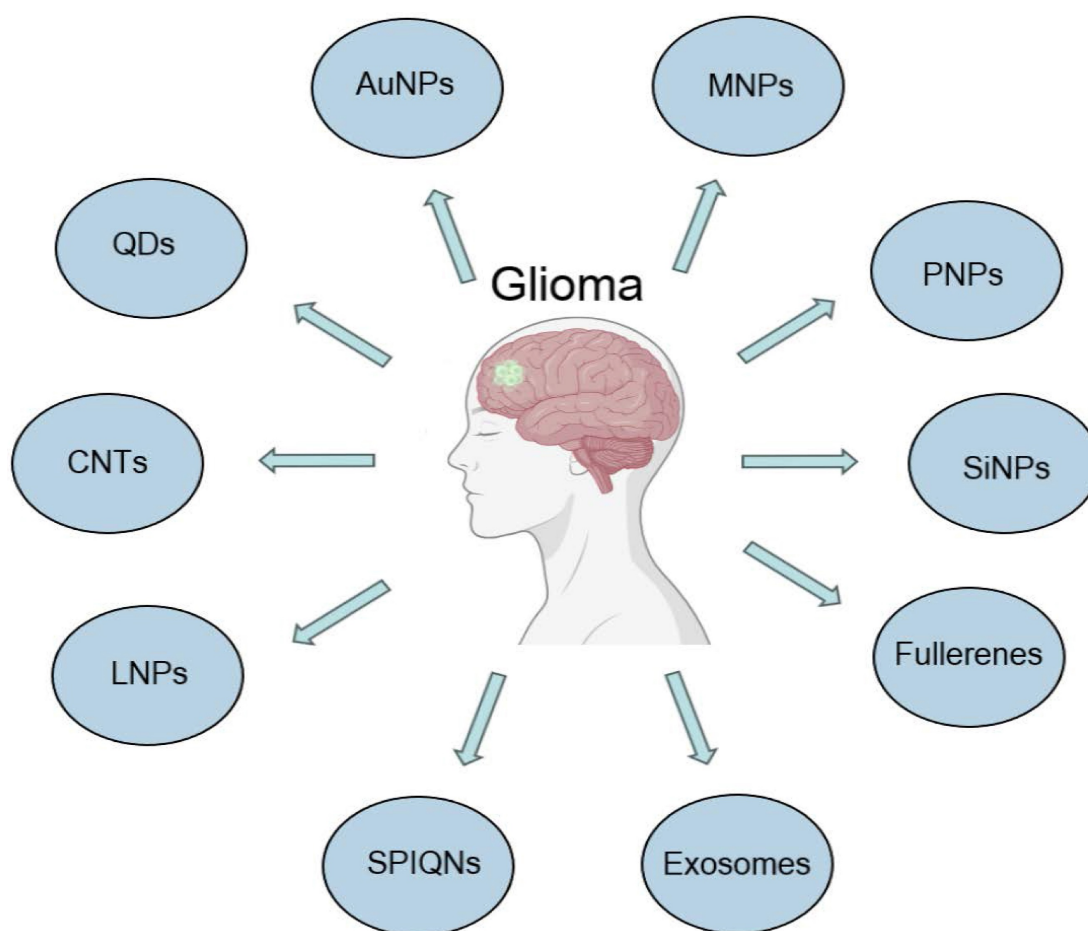 AuNPs
MNPs
QDs
PNPs
Glioma
CNTs
SiNPs
LNPs
Fullerenes
SPIQNs
Exosomes